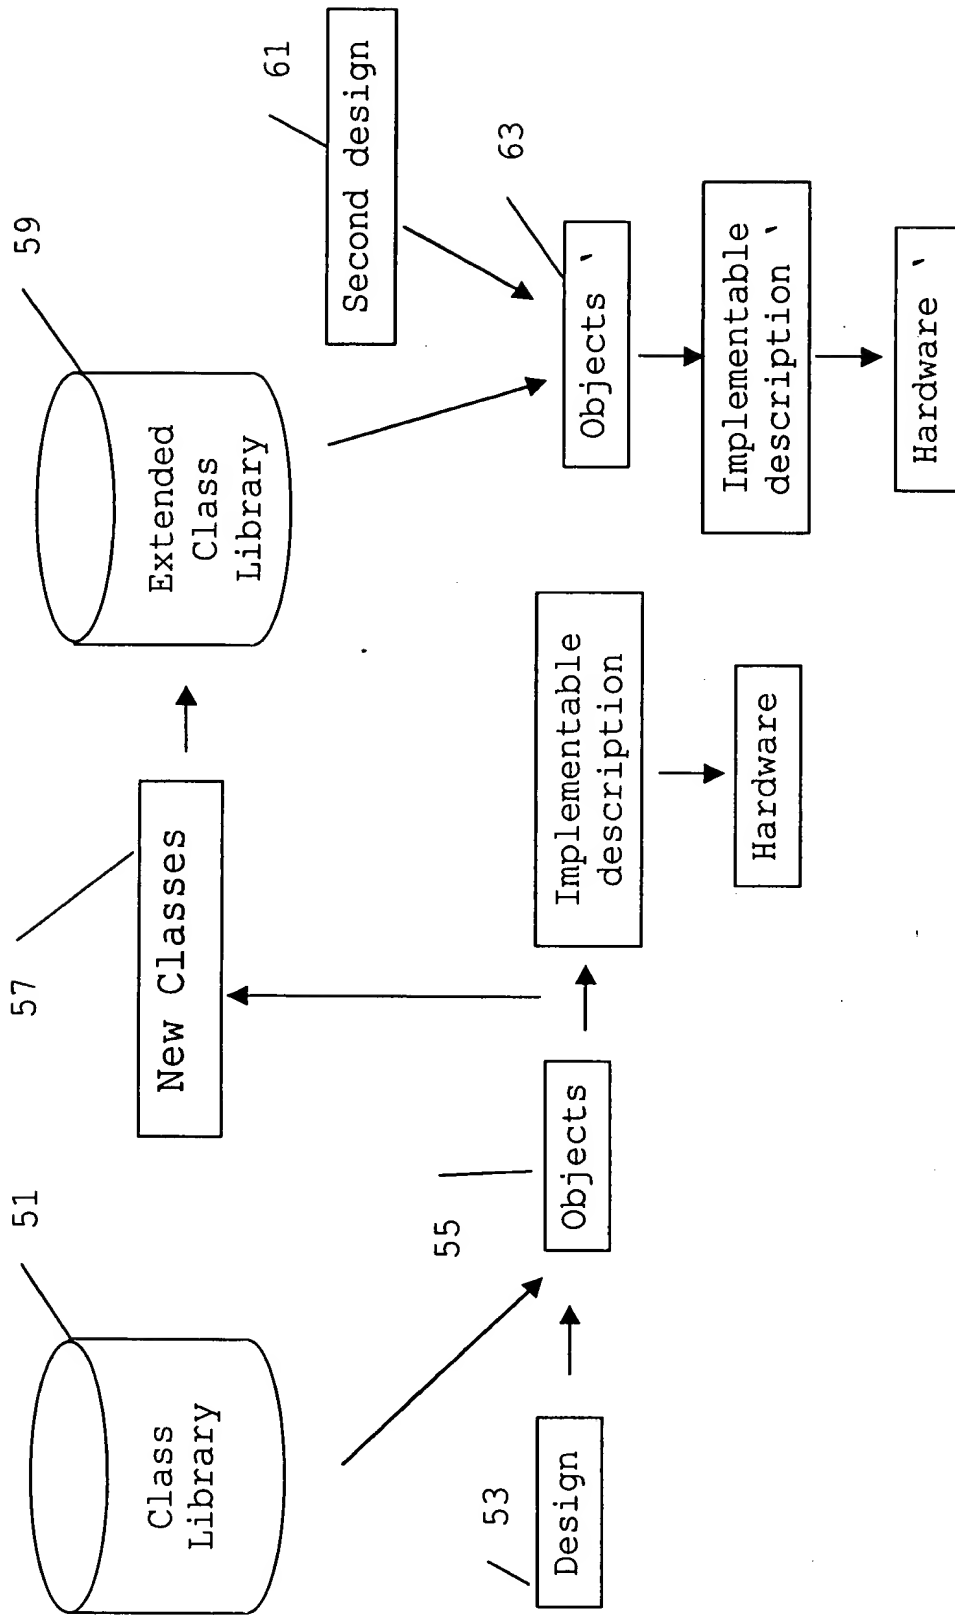 51
Class
Library
53
Design
55
Objects
57
New Classes
Implementable
description
Hardware
59
Extended
Class
Library
61
Second design
63
Objects `
Implementable
description `
Hardware `